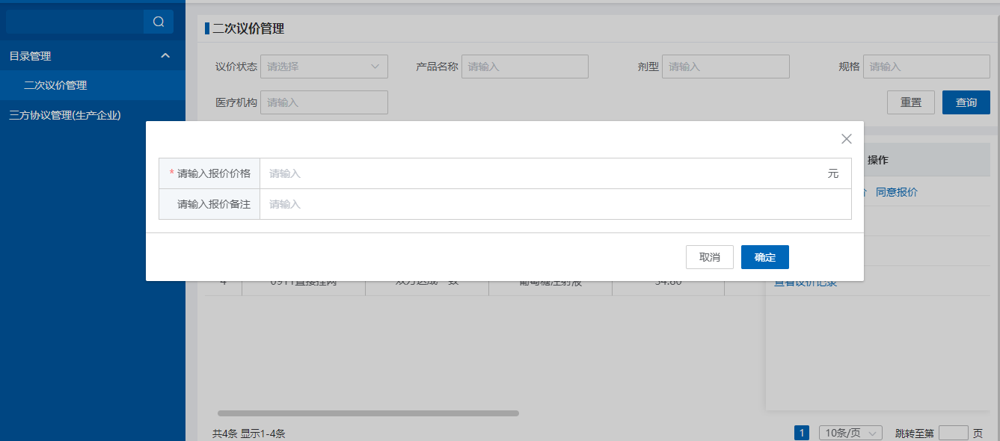 二次议价管理
目录管理
二次议价管理
三方协议管理(生产企业)
议价状态 请选择 产品名称 请输入 剂型 请输入 规格 请输入
医疗机构 请输入 重置 查询
操作
同意报价
* 请输入报价价格 请输入 元
请输入报价备注 请输入
取消 确定
4 0911直接挂网 双方达成一致 葡萄糖注射液 54.80 查看议价记录
共4条 显示1-4条 1 10条/页 跳转至第 页